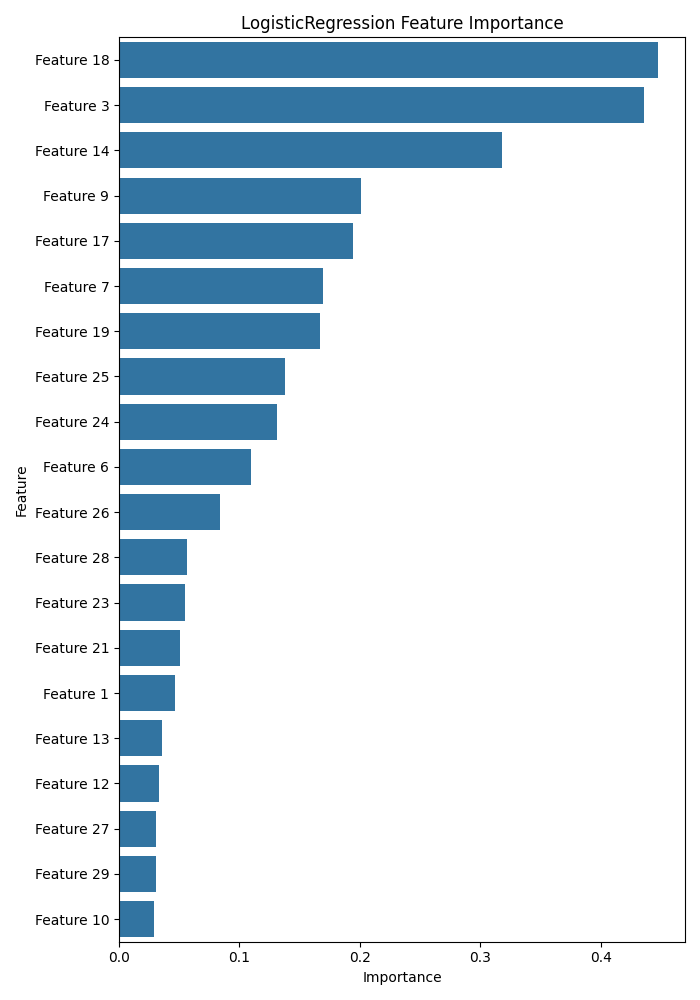 LogisticRegression Feature Importance
Feature 18
Feature 3
Feature 14
Feature 9
Feature 17
Feature 7
Feature 19
Feature 25
Feature 24
Feature 6
Feature 26
Feature 28
Feature 23
Feature 21
Feature 1
Feature 13
Feature 12
Feature 27
Feature 29
Feature 10
Feature
0.0 0.1 0.2 0.3 0.4
Importance